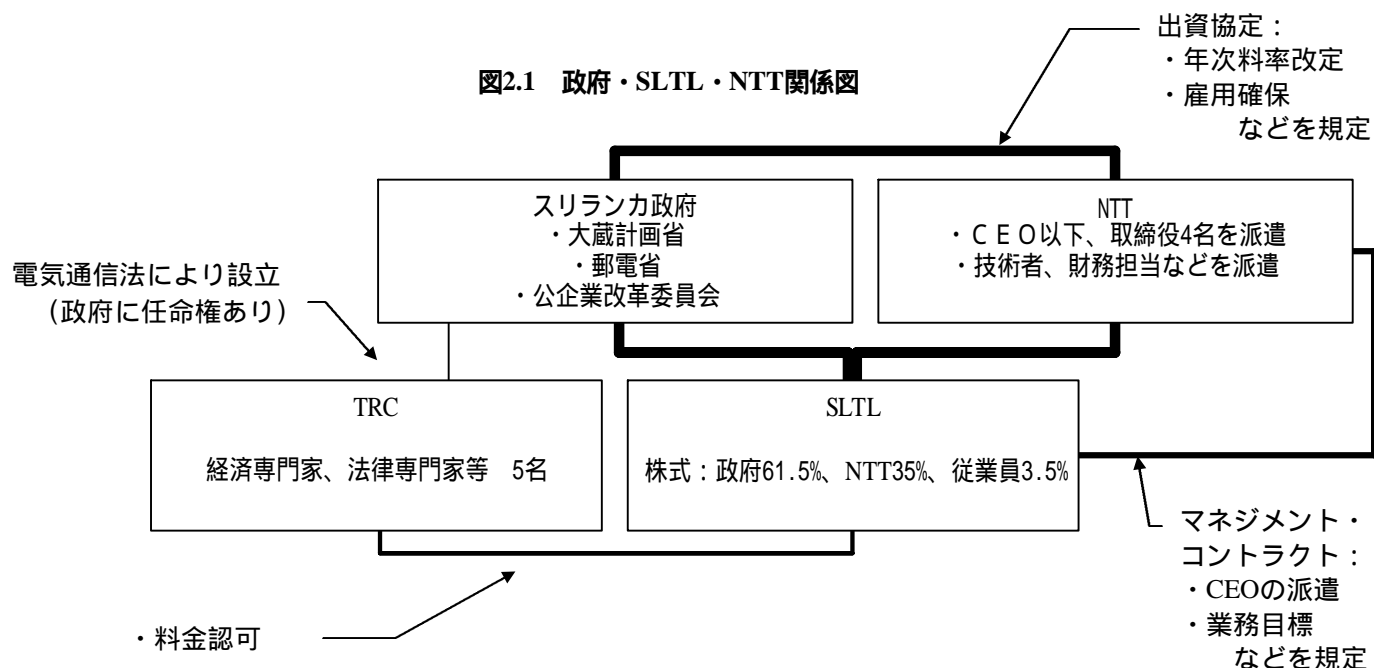 出資協定：
・年次料率改定
・雇用確保
などを規定
図2.1　政府・SLTL・NTT関係図
スリランカ政府
・大蔵計画省
・郵電省
・公企業改革委員会
NTT
・ＣＥＯ以下、取締役4名を派遣
・技術者、財務担当などを派遣
電気通信法により設立
（政府に任命権あり）
TRC
経済専門家、法律専門家等　5名
SLTL
株式：政府61.5%、NTT35%、従業員3.5%
マネジメント・
コントラクト：
・CEOの派遣
・業務目標
などを規定
・料金認可